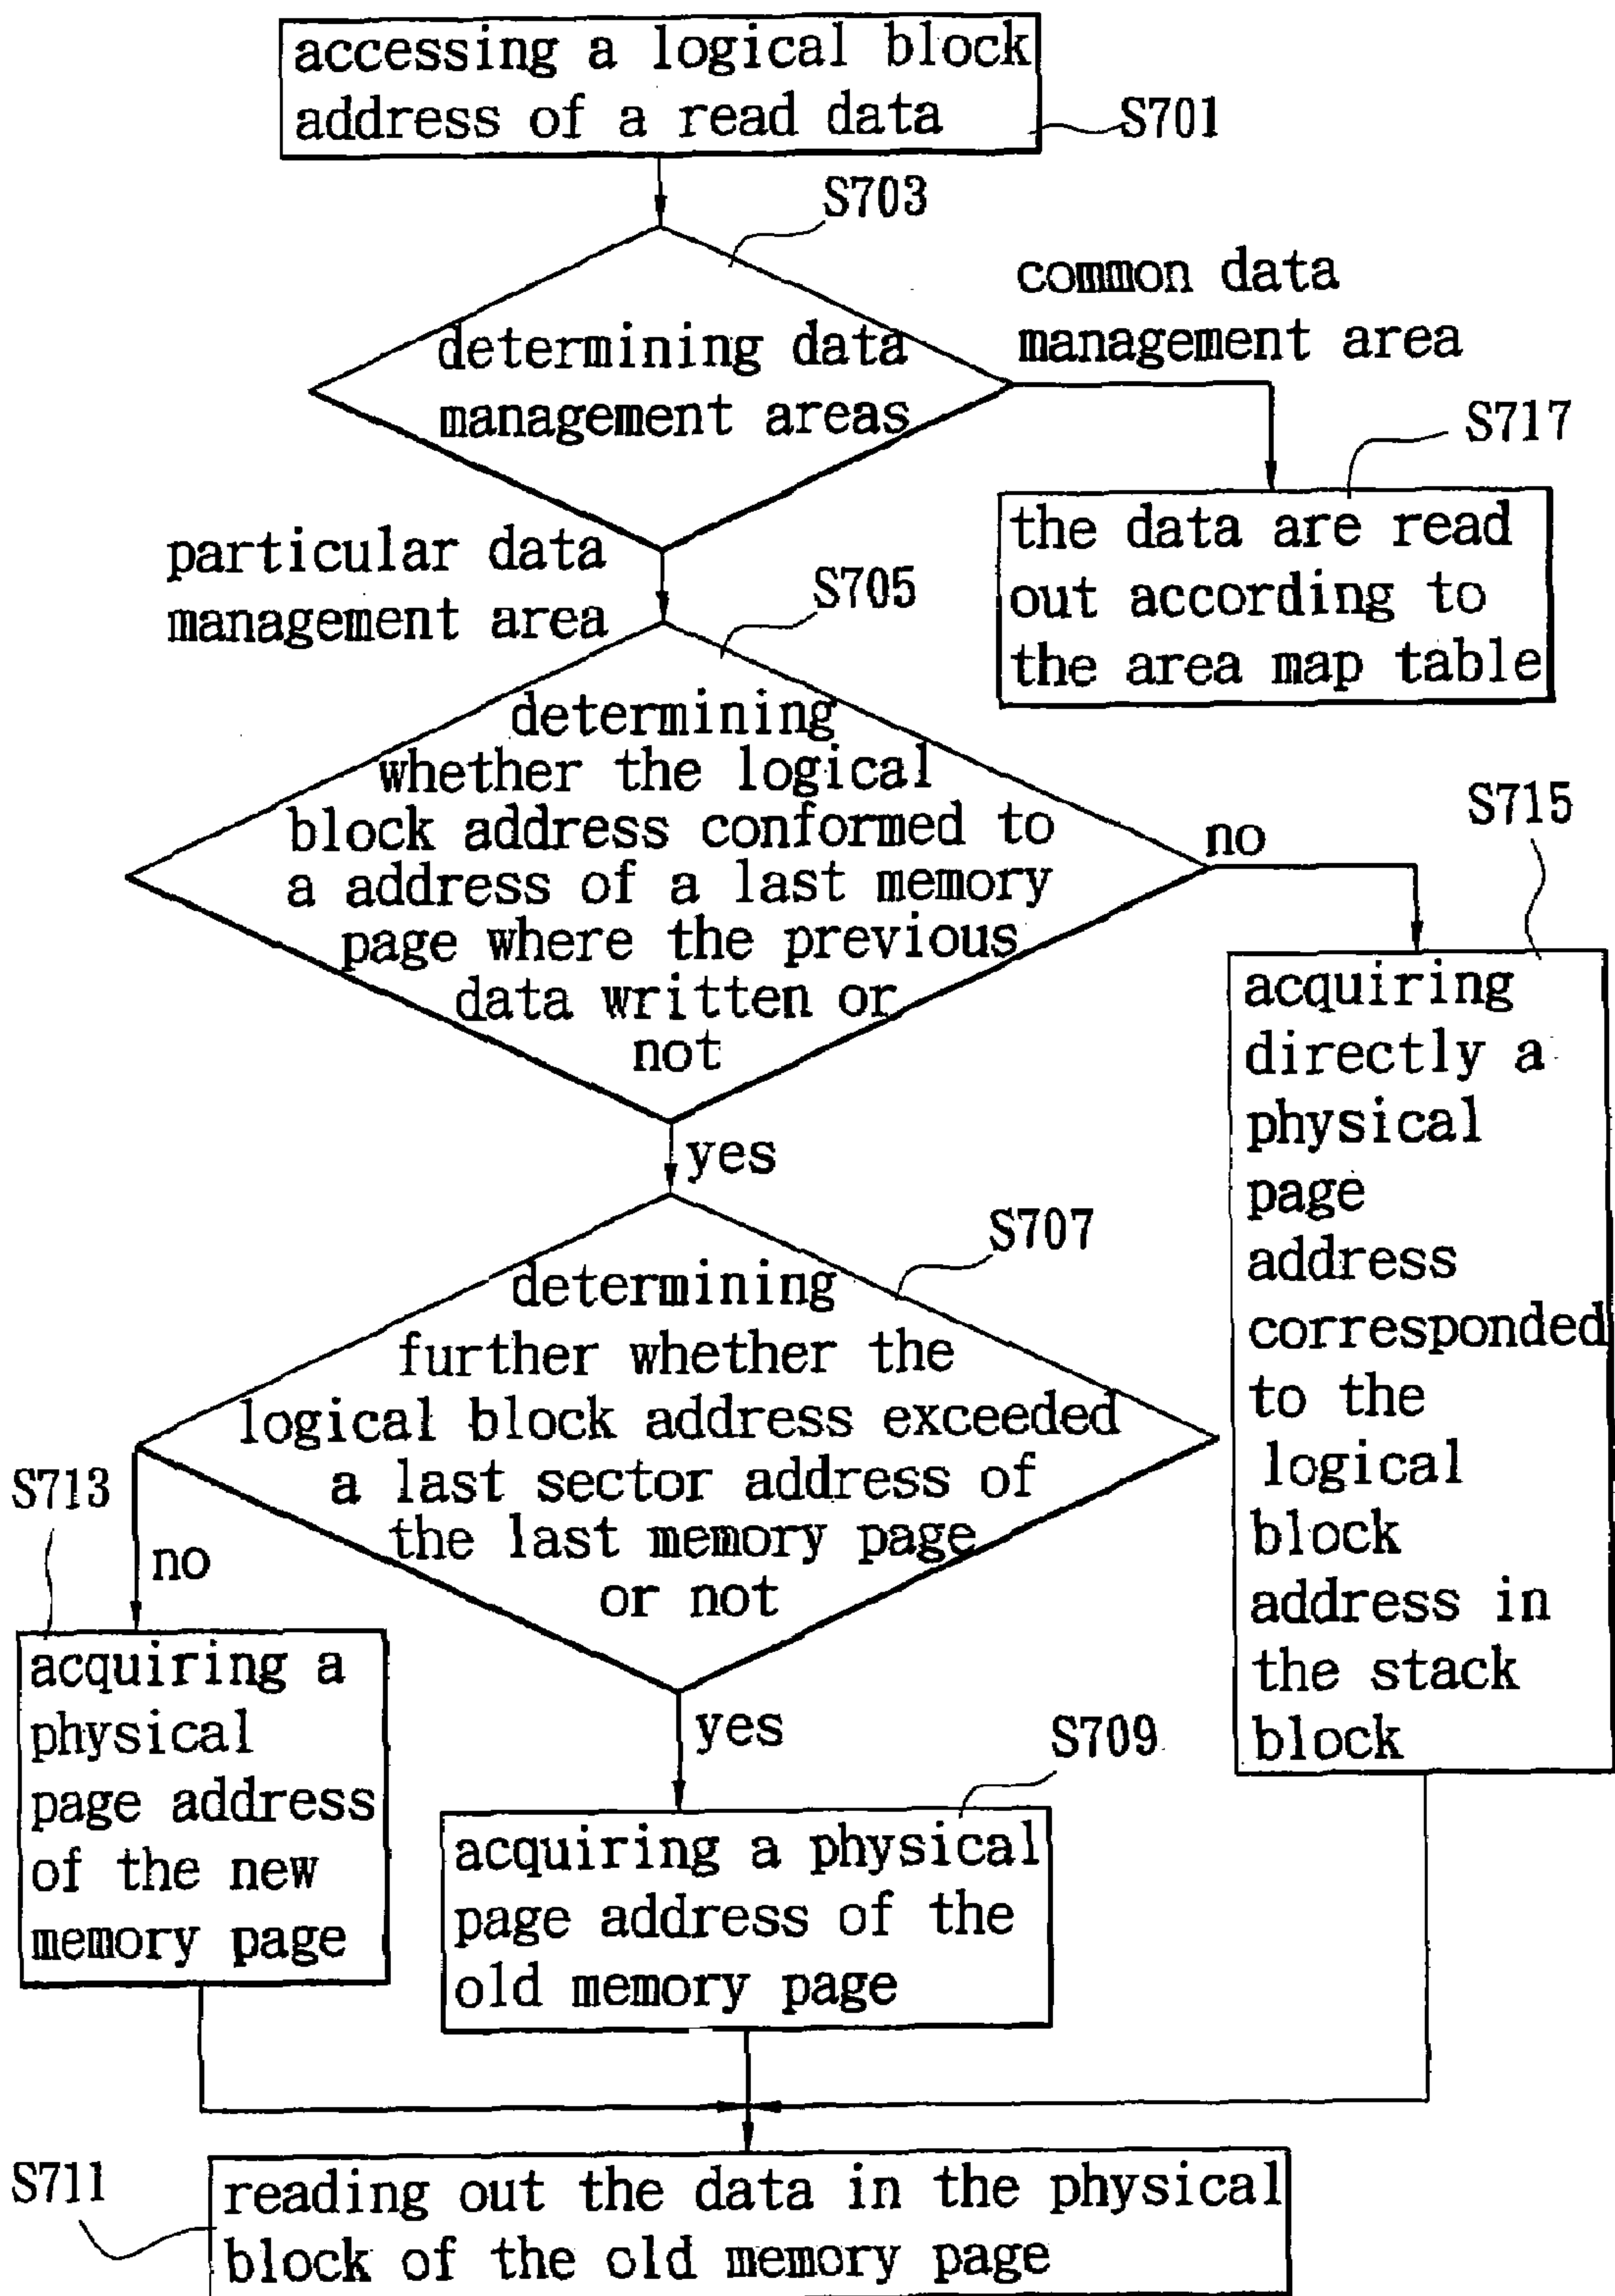 accessing a logical block
address of a read data
S701
S703
determining data
management areas
common data
management area
S717
the data are read
out according to
the area map table
particular data
management area
S705
determining
whether the logical
block address conformed to
a address of a last memory
page where the previous
data written or
not
no
S715
acquiring
directly a
physical
page
address
corresponded
to the
logical
block
address in
the stack
block
yes
S707
determining
further whether the
logical block address exceeded
a last sector address of
the last memory page
or not
S713
no
acquiring a
physical
page address
of the new
memory page
yes
S709
acquiring a physical
page address of the
old memory page
S711
reading out the data in the physical
block of the old memory page